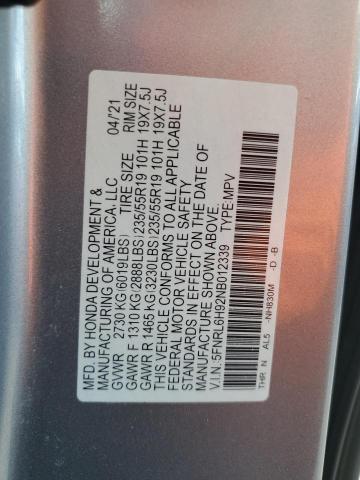 MFD. BY HONDA DEVELOPMENT &
MANUFACTURING OF AMERICA, LLC 04/'21
GVWR 2730 KG(6019LBS) TIRE SIZE RIM SIZE
GAWR F 1310 KG(2888LBS)235/55R19 101H 19X7.5J
GAWR R 1465 KG(3230LBS)235/55R19 101H 19X7.5J
THIS VEHICLE CONFORMS TO ALL APPLICABLE
FEDERAL MOTOR VEHICLE SAFETY
STANDARDS IN EFFECT ON THE DATE OF
MANUFACTURE SHOWN ABOVE.
V.I.N.:5FNRL6H92NB012339 TYPE:MPV
THR N AL5 -NH830M -D -B